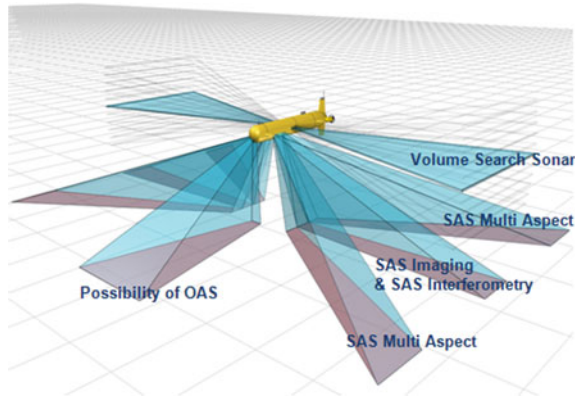 Volume Search Sonar
SAS Multi Aspect
SAS Imaging
& SAS Interferometry
Possibility of OAS
SAS Multi Aspect